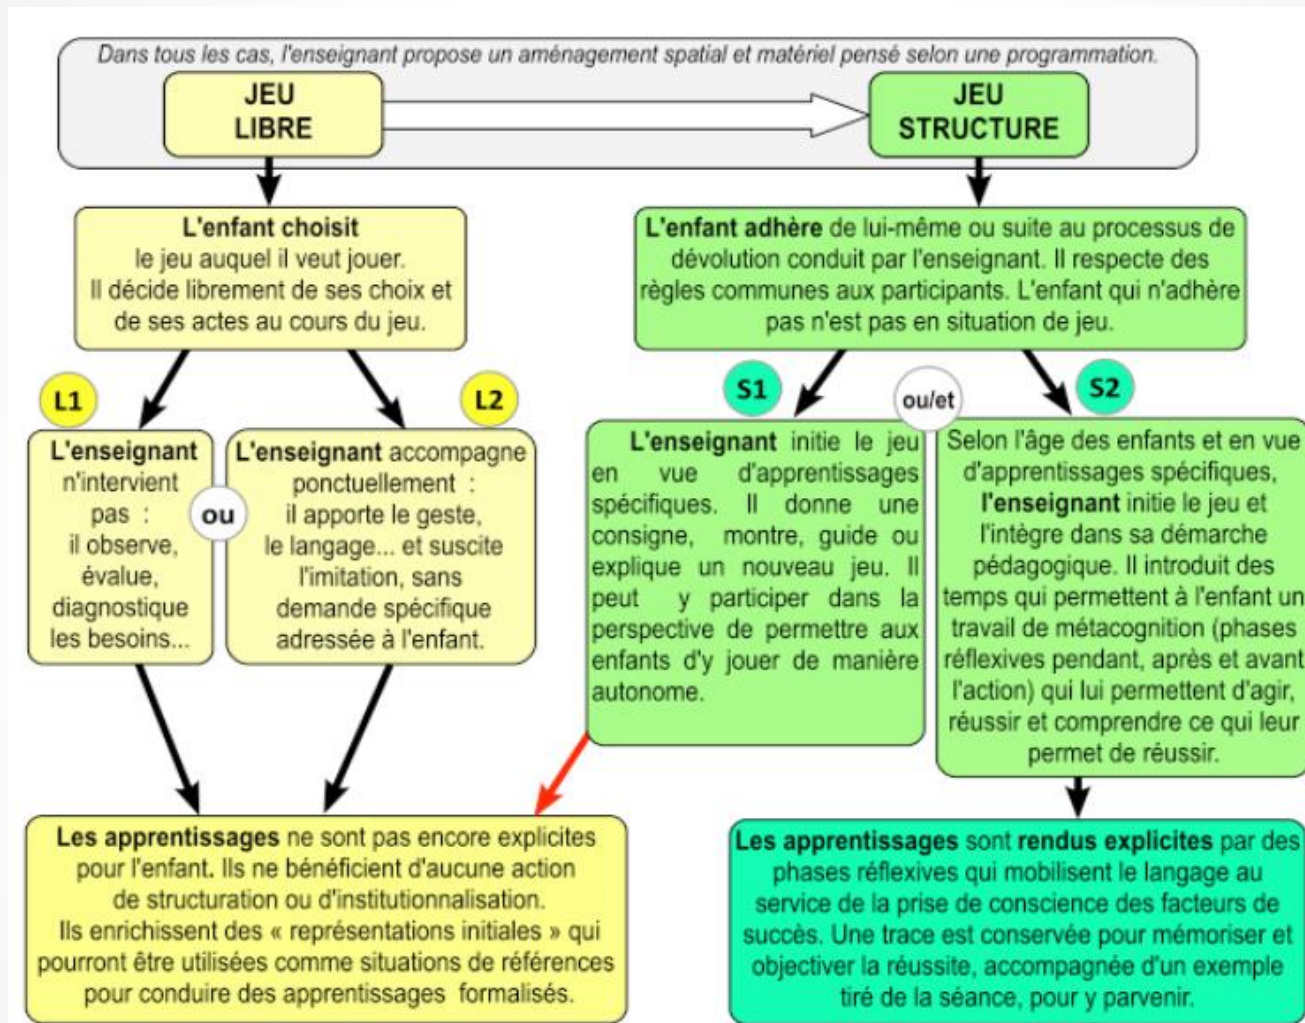 Dans tous les cas, l'enseignant propose un aménagement spatial et matériel pensé selon une programmation.
JEU
LIBRE
JEU
STRUCTURE
L'enfant choisit
le jeu auquel il veut jouer.
Il décide librement de ses choix et
de ses actes au cours du jeu.
L'enfant adhère de lui-même ou suite au processus de
dévolution conduit par l'enseignant. Il respecte des
règles communes aux participants. L'enfant qui n'adhère
pas n'est pas en situation de jeu.
L1
L2
S1
ou/et
S2
L'enseignant
n'intervient
pas :
il observe,
évalue,
diagnostique
les besoins...
ou
L'enseignant accompagne
ponctuellement :
il apporte le geste,
le langage... et suscite
l'imitation, sans
demande spécifique
adressée à l'enfant.
L'enseignant initie le jeu
en vue d'apprentissages
spécifiques. Il donne une
consigne, montre, guide ou
explique un nouveau jeu. Il
peut y participer dans la
perspective de permettre aux
enfants d'y jouer de manière
autonome.
Selon l'âge des enfants et en vue
d'apprentissages spécifiques,
l'enseignant initie le jeu et
l'intègre dans sa démarche
pédagogique. Il introduit des
temps qui permettent à l'enfant un
travail de métacognition (phases
réflexives pendant, après et avant
l'action) qui lui permettent d'agir,
réussir et comprendre ce qui leur
permet de réussir.
Les apprentissages ne sont pas encore explicites
pour l'enfant. Ils ne bénéficient d'aucune action
de structuration ou d'institutionnalisation.
Ils enrichissent des « représentations initiales » qui
pourront être utilisées comme situations de références
pour conduire des apprentissages formalisés.
Les apprentissages sont rendus explicites par des
phases réflexives qui mobilisent le langage au
service de la prise de conscience des facteurs de
succès. Une trace est conservée pour mémoriser et
objectiver la réussite, accompagnée d'un exemple
tiré de la séance, pour y parvenir.